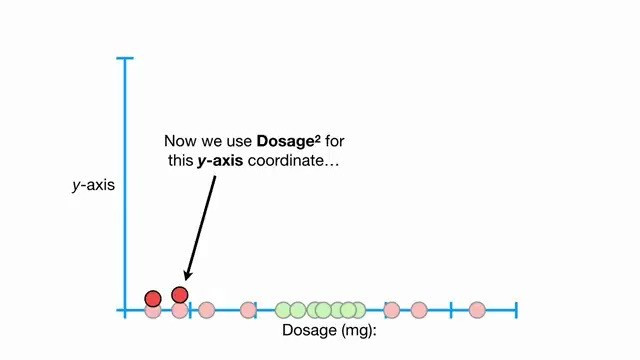 Now we use Dosage² for
this y-axis coordinate…
y-axis
Dosage (mg):